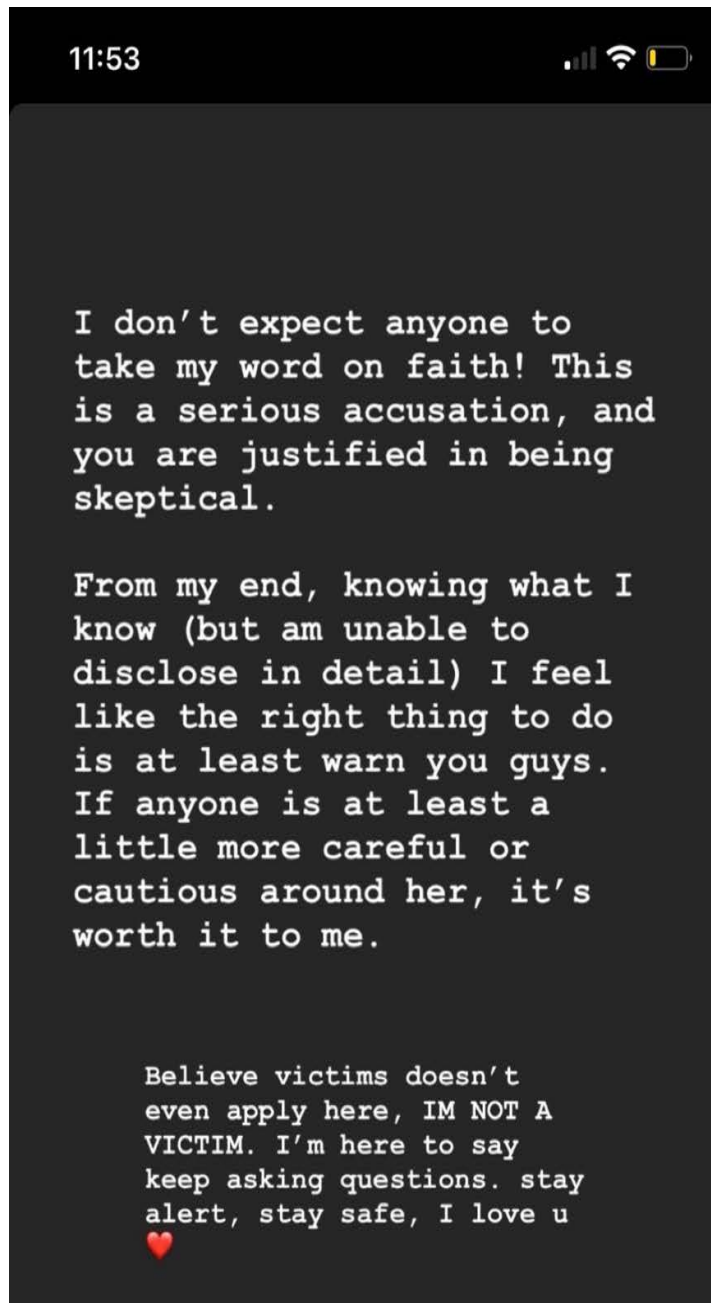 11:53
I don’t expect anyone to
take my word on faith! This
is a serious accusation, and
you are justified in being
skeptical.
From my end, knowing what I
know (but am unable to
disclose in detail) I feel
like the right thing to do
is at least warn you guys.
If anyone is at least a
little more careful or
cautious around her, it’s
worth it to me.
Believe victims doesn’t
even apply here, IM NOT A
VICTIM. I’m here to say
keep asking questions. stay
alert, stay safe, I love u
❤️